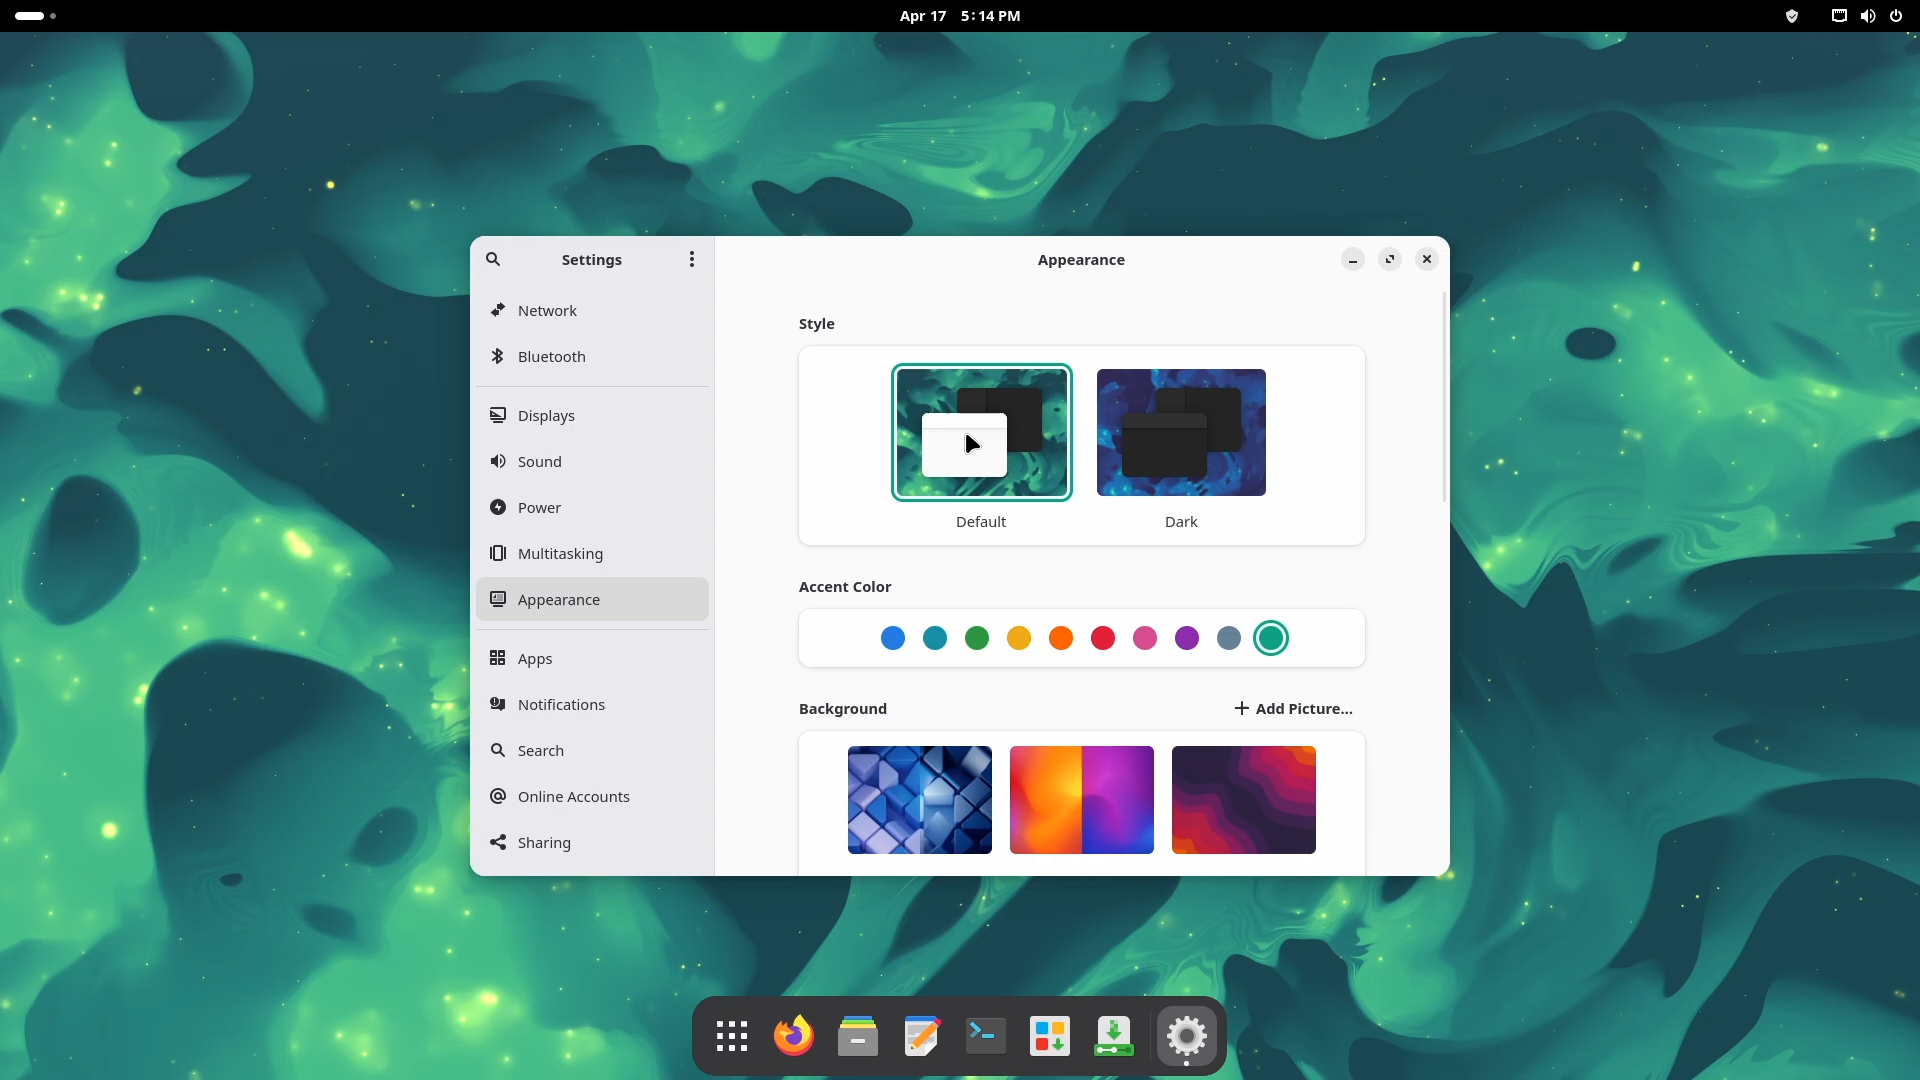 Apr 17 5:14 PM
Settings
Appearance
Network
Bluetooth
Displays
Sound
Power
Multitasking
Appearance
Apps
Notifications
Search
Online Accounts
Sharing
Style
Default
Dark
Accent Color
Background
Add Picture...